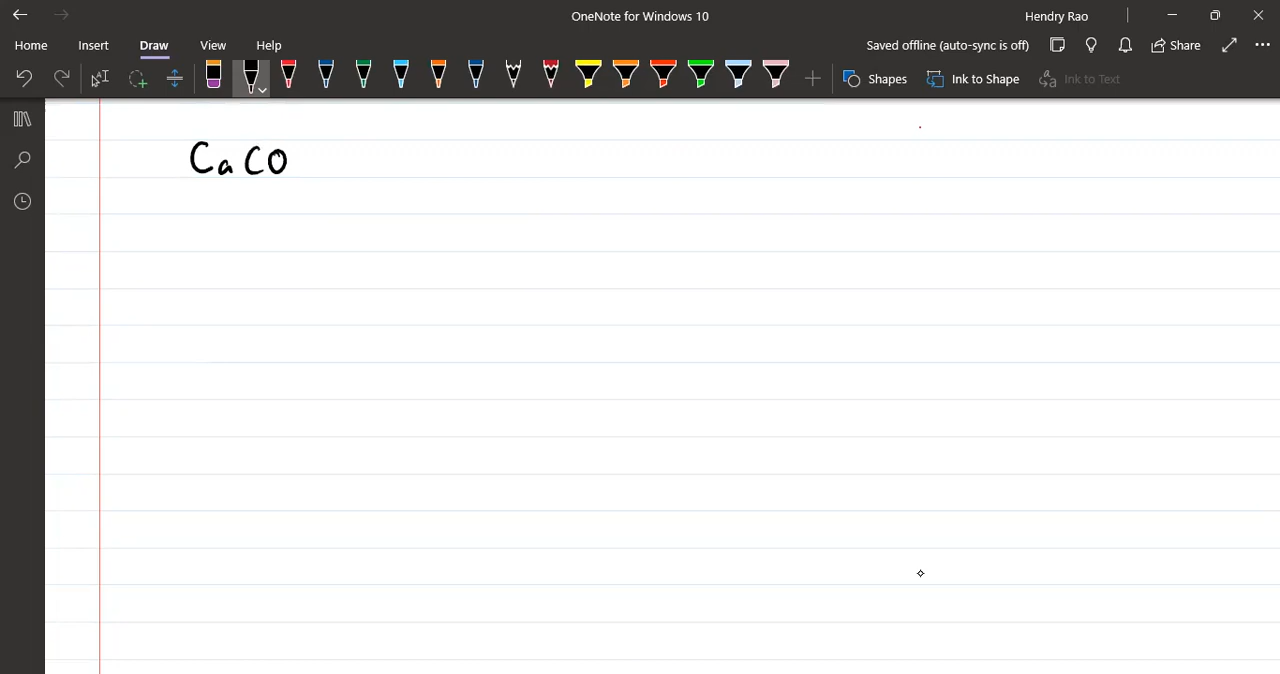 OneNote for Windows 10
Hendry Rao
Home Insert Draw View Help
Saved offline (auto-sync is off)
Share
Shapes
Ink to Shape
Ink to Text
CaCO